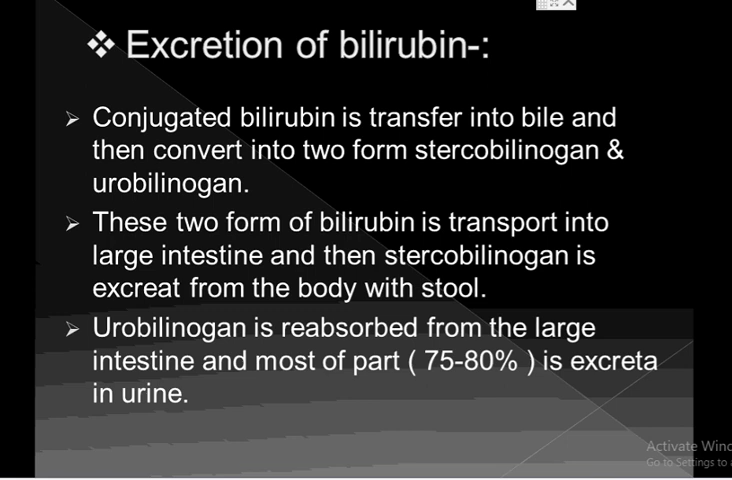 ❖ Excretion of bilirubin-:
➢ Conjugated bilirubin is transfer into bile and
then convert into two form stercobilinogan &
urobilinogan.
➢ These two form of bilirubin is transport into
large intestine and then stercobilinogan is
excreat from the body with stool.
➢ Urobilinogan is reabsorbed from the large
intestine and most of part ( 75-80% ) is excreta
in urine.
Activate Winc
Go to Settings to a